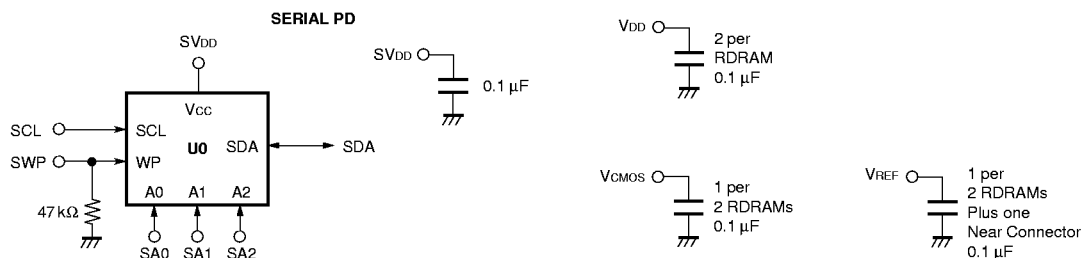 SERIAL PD
SVDD
VCC
SCL
SCL
SWP
WP
U0
SDA
SDA
A0 A1 A2
47 kΩ
SA0 SA1 SA2
SVDD
0.1 µF
VDD
2 per
RDRAM
0.1 µF
VCMOS
1 per
2 RDRAMs
0.1 µF
VREF
1 per
2 RDRAMs
Plus one
Near Connector
0.1 µF